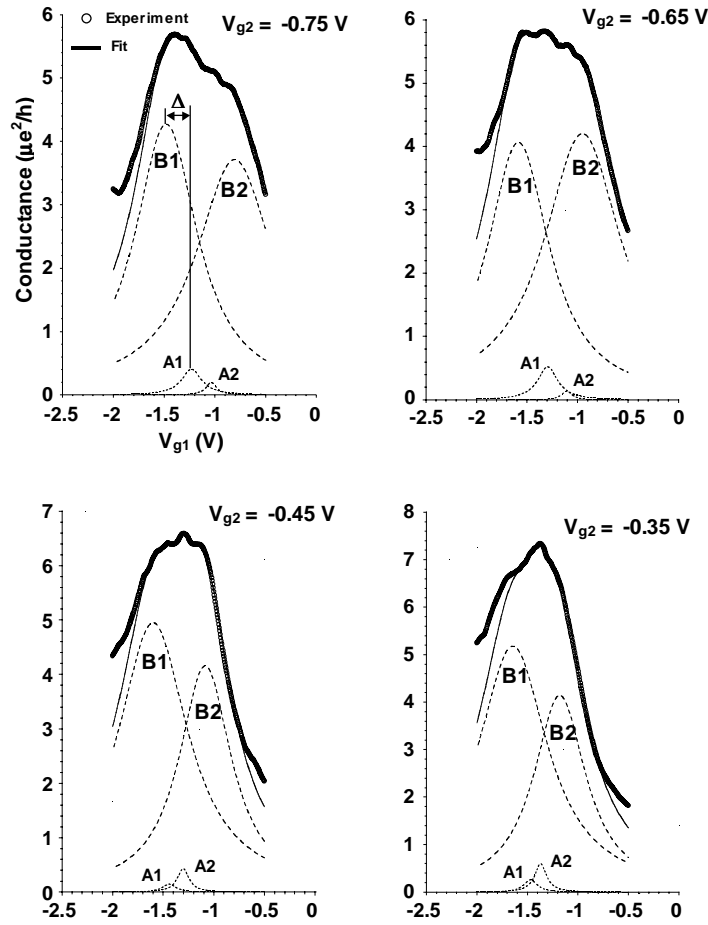 Experiment
Fit
V_g2 = -0.75 V
Δ
B1
B2
A1
A2
Conductance (μe²/h)
6
5
4
3
2
1
0
-2.5 -2 -1.5 -1 -0.5 0
V_g1 (V)
V_g2 = -0.65 V
B1
B2
A1
A2
6
5
4
3
2
1
0
-2.5 -2 -1.5 -1 -0.5 0
V_g2 = -0.45 V
B1
B2
A1
A2
7
6
5
4
3
2
1
0
-2.5 -2 -1.5 -1 -0.5 0
V_g2 = -0.35 V
B1
B2
A1
A2
8
7
6
5
4
3
2
1
0
-2.5 -2 -1.5 -1 -0.5 0